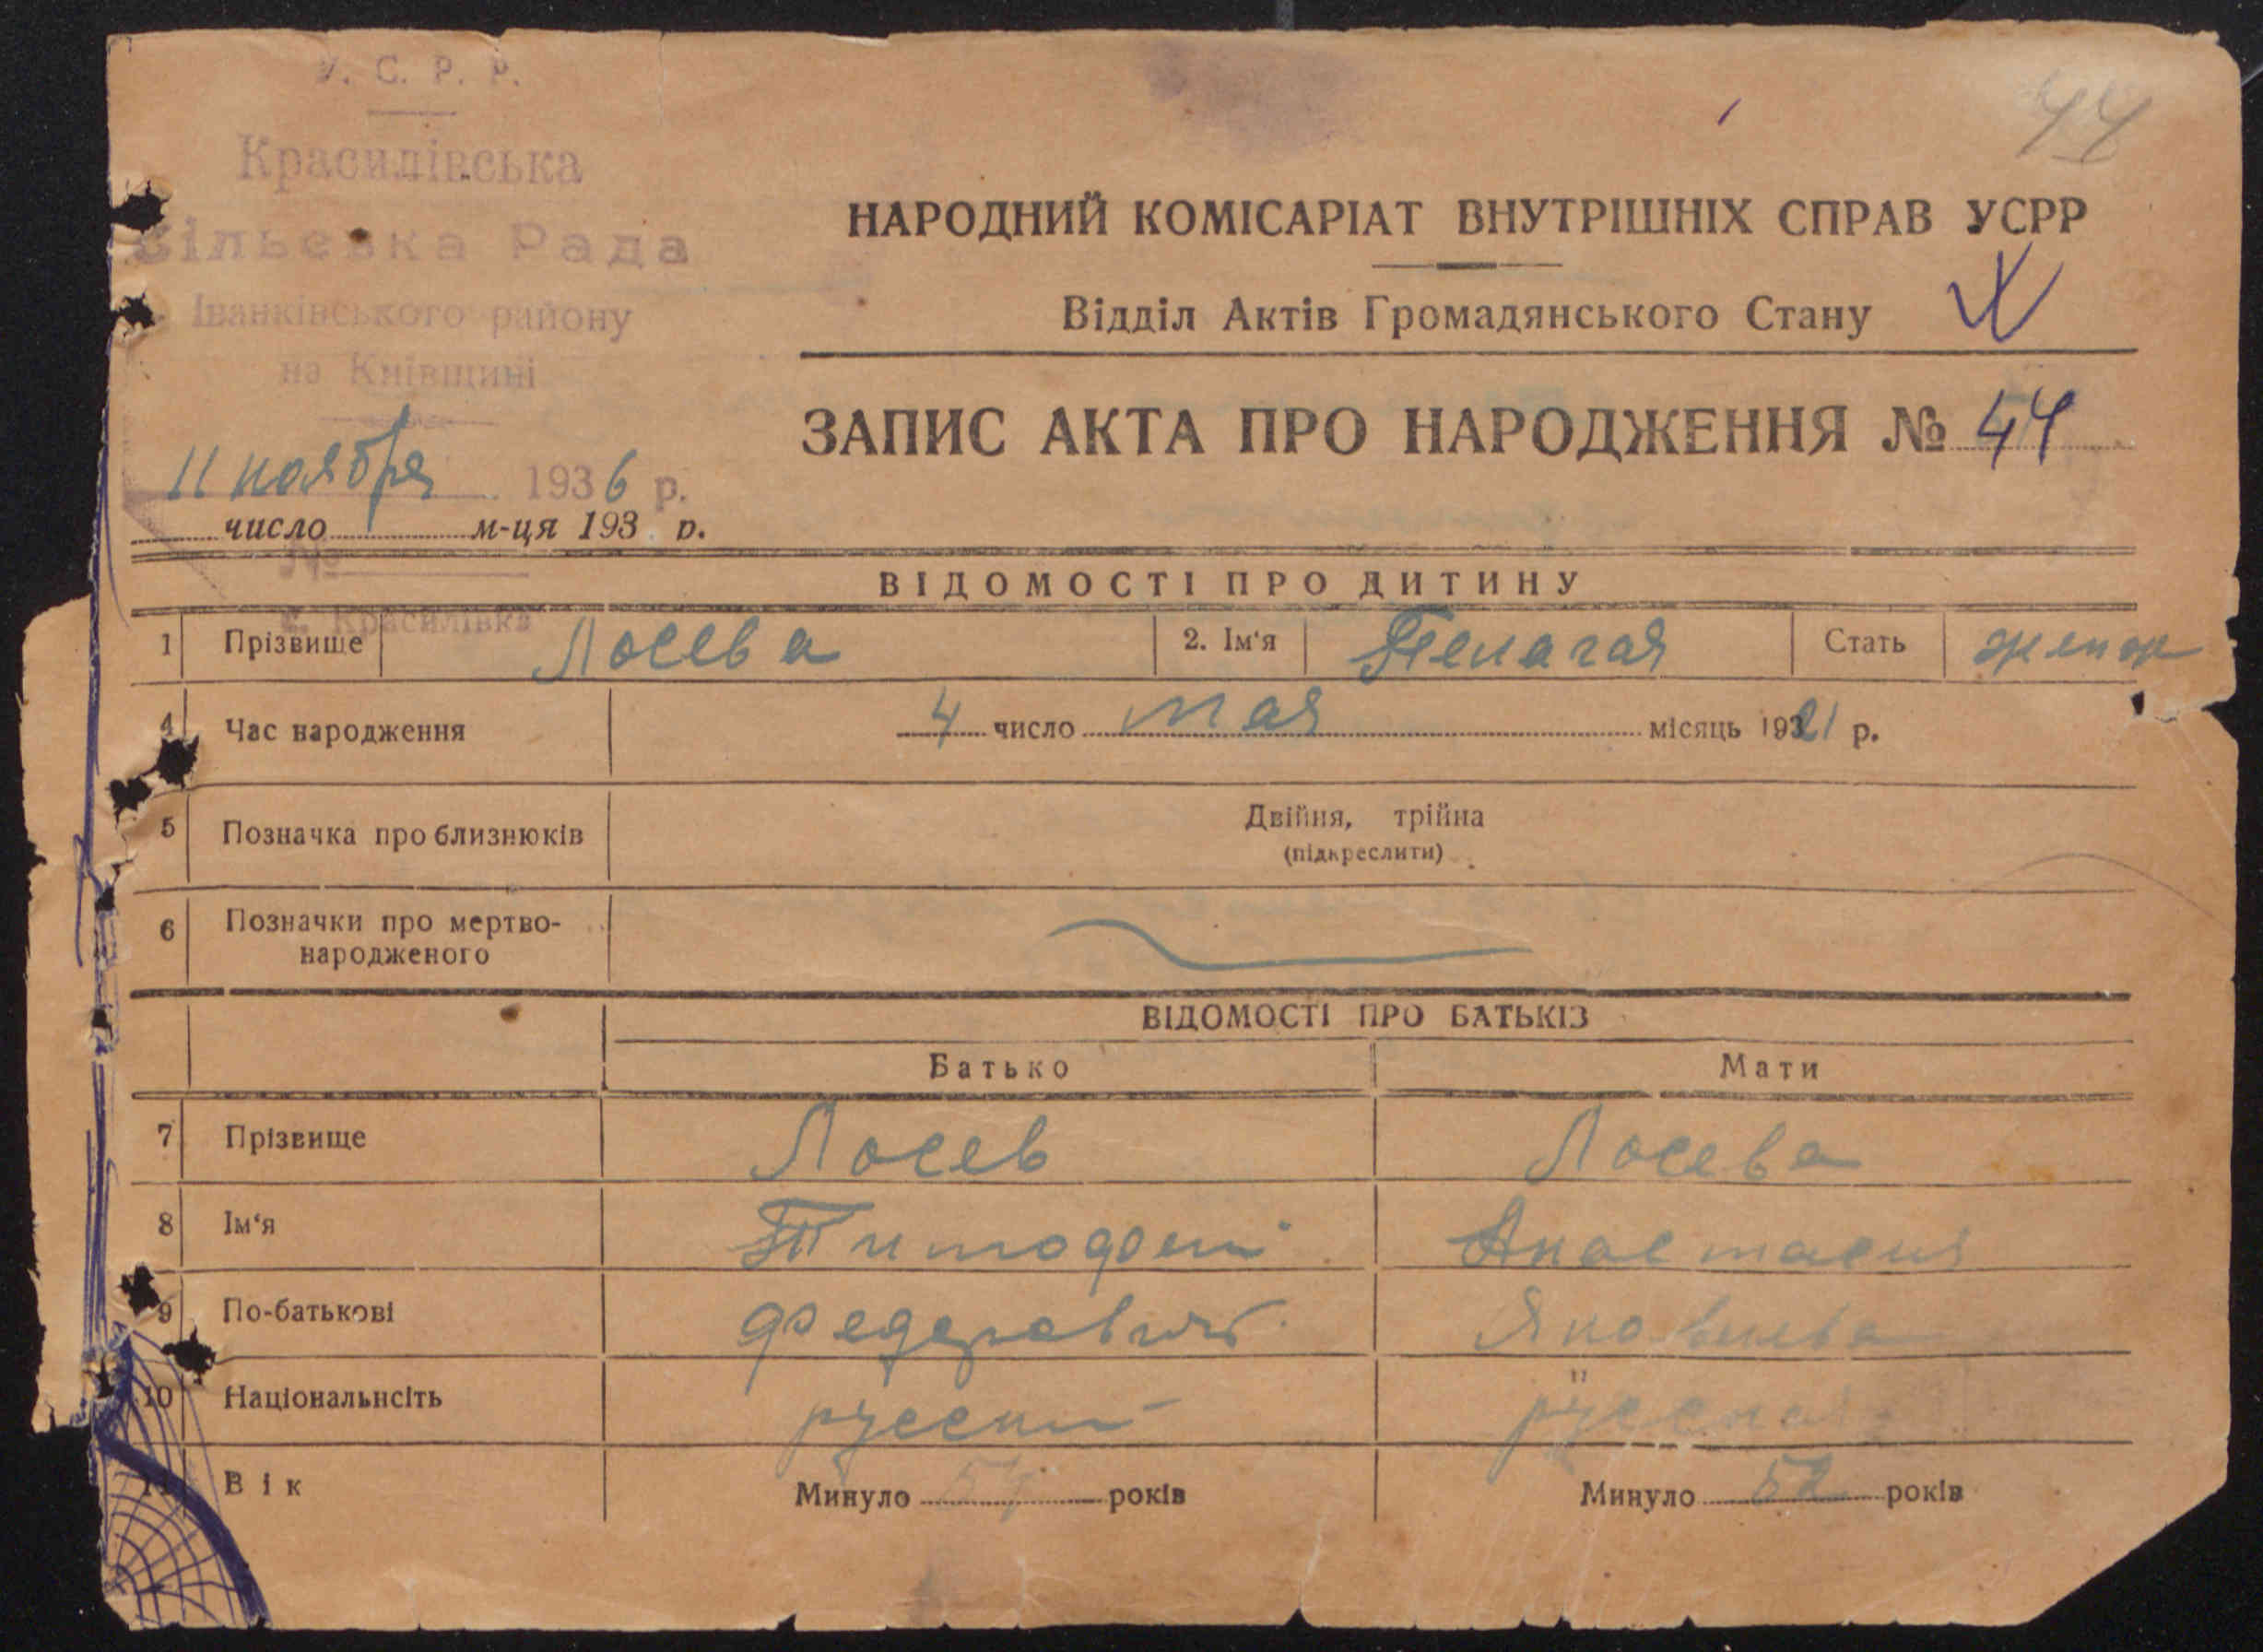 У. С. Р. Р.
Красилівська
Сільська Рада
Іванківського району
на Київщині
11 ноября 1936 р.
число м-ця 193 р.
№
с. Красилівка
44
НАРОДНИЙ КОМІСАРІАТ ВНУТРІШНІХ СПРАВ УСРР
Відділ Актів Громадянського Стану
ЗАПИС АКТА ПРО НАРОДЖЕННЯ № 44
ВІДОМОСТІ ПРО ДИТИНУ
1 Прізвище Лосева 2. Ім'я Пелагая Стать женж
4 Час народження 4 число мая місяць 1921 р.
5 Позначка про близнюків Двійня, трійна
(підкреслити)
6 Позначки про мертво-
народженого
ВІДОМОСТІ ПРО БАТЬКІВ
Батько Мати
7 Прізвище Лосев Лосева
8 Ім'я Тимофей Анастасия
9 По-батькові Федерович Яковлева
10 Національнсіть русский русская
11 Вік Минуло років Минуло 52 років